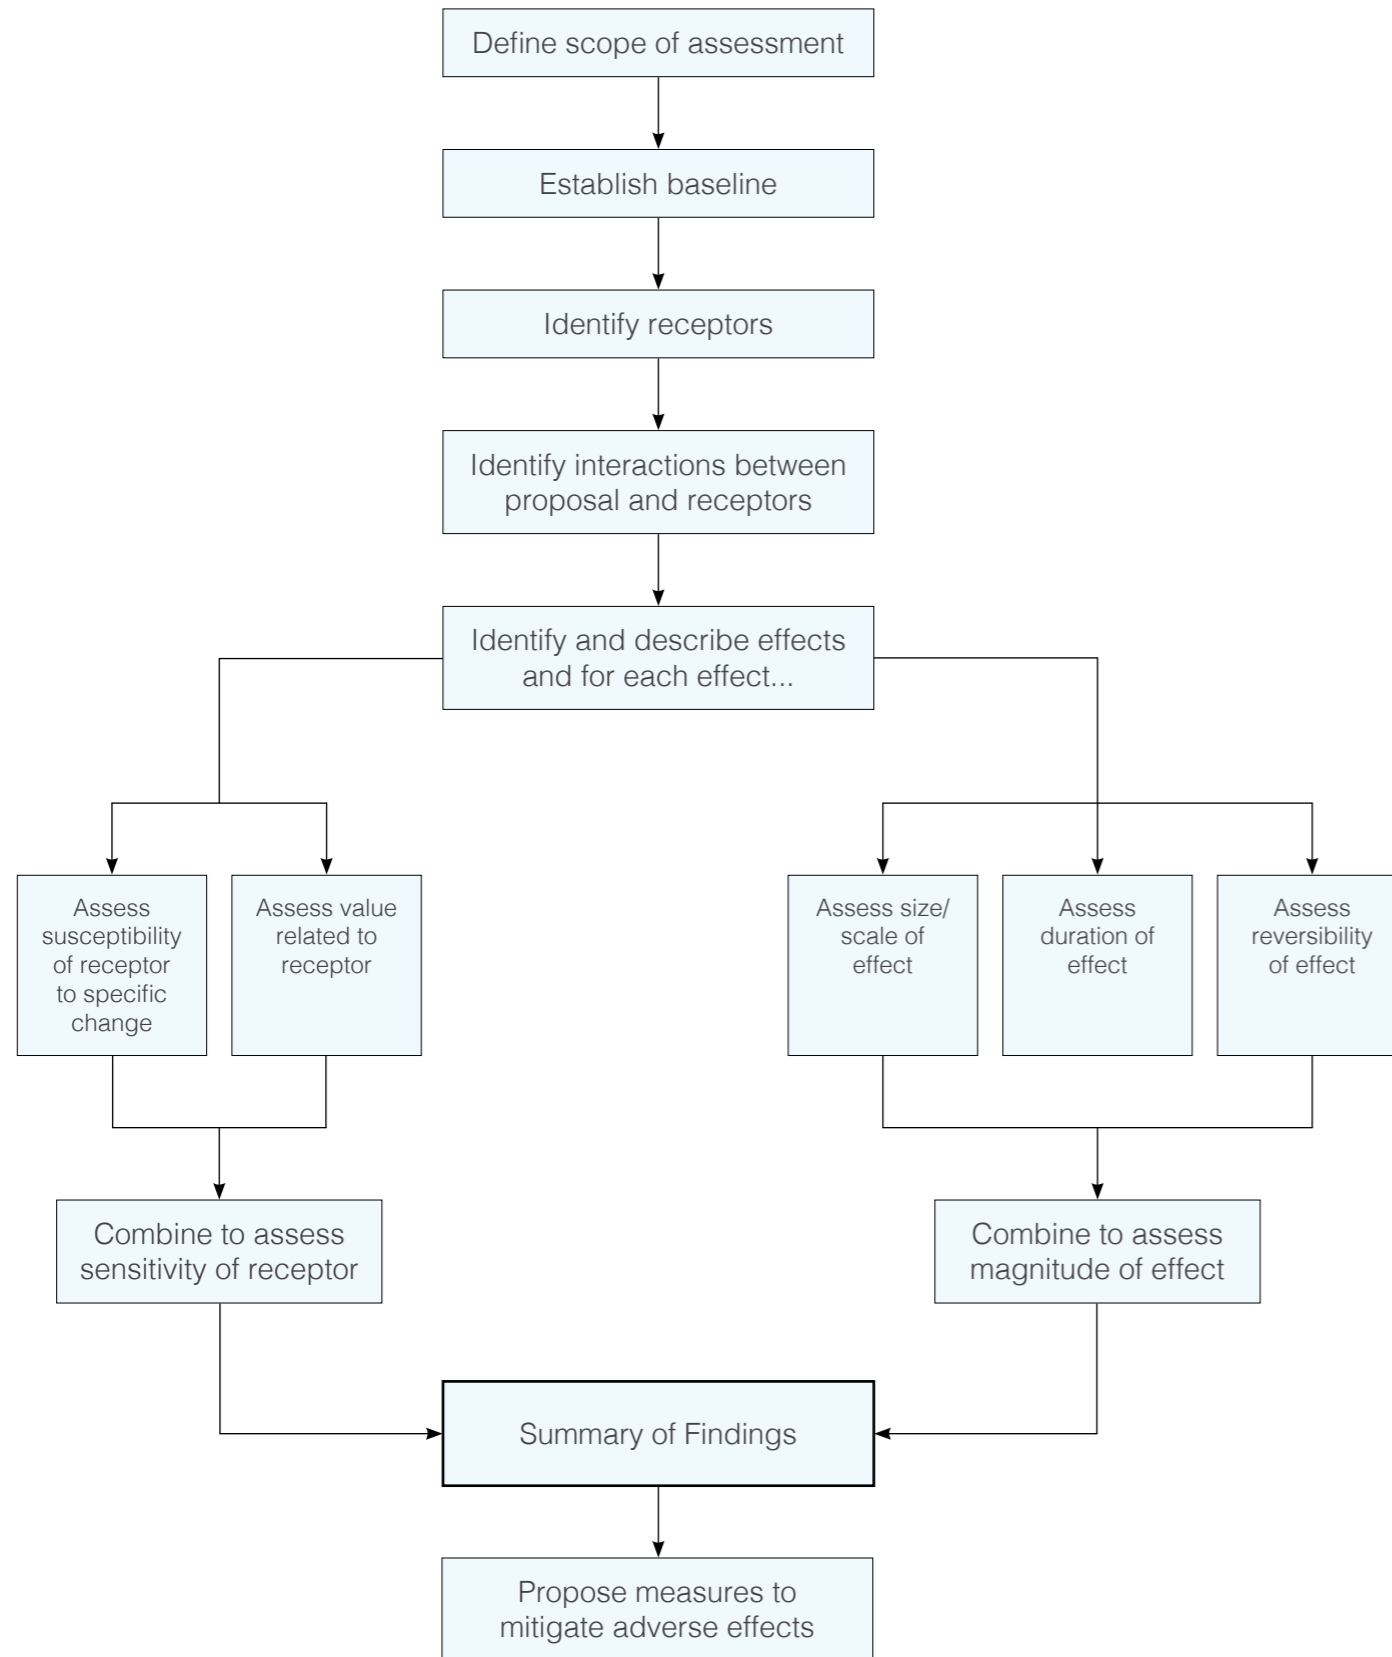 Define scope of assessment
Establish baseline
Identify receptors
Identify interactions between
proposal and receptors
Identify and describe effects
and for each effect...
Assess
susceptibility
of receptor
to specific
change
Assess value
related to
receptor
Assess size/
scale of
effect
Assess
duration of
effect
Assess
reversibility
of effect
Combine to assess
sensitivity of receptor
Combine to assess
magnitude of effect
Summary of Findings
Propose measures to
mitigate adverse effects